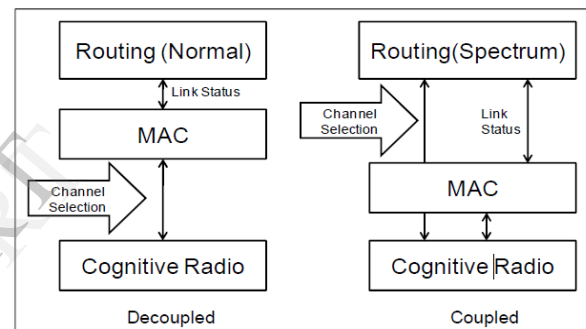 Routing (Normal)
Link Status
MAC
Channel
Selection
Cognitive Radio
Decoupled
Routing(Spectrum)
Channel
Selection
Link
Status
MAC
Cognitive Radio
Coupled